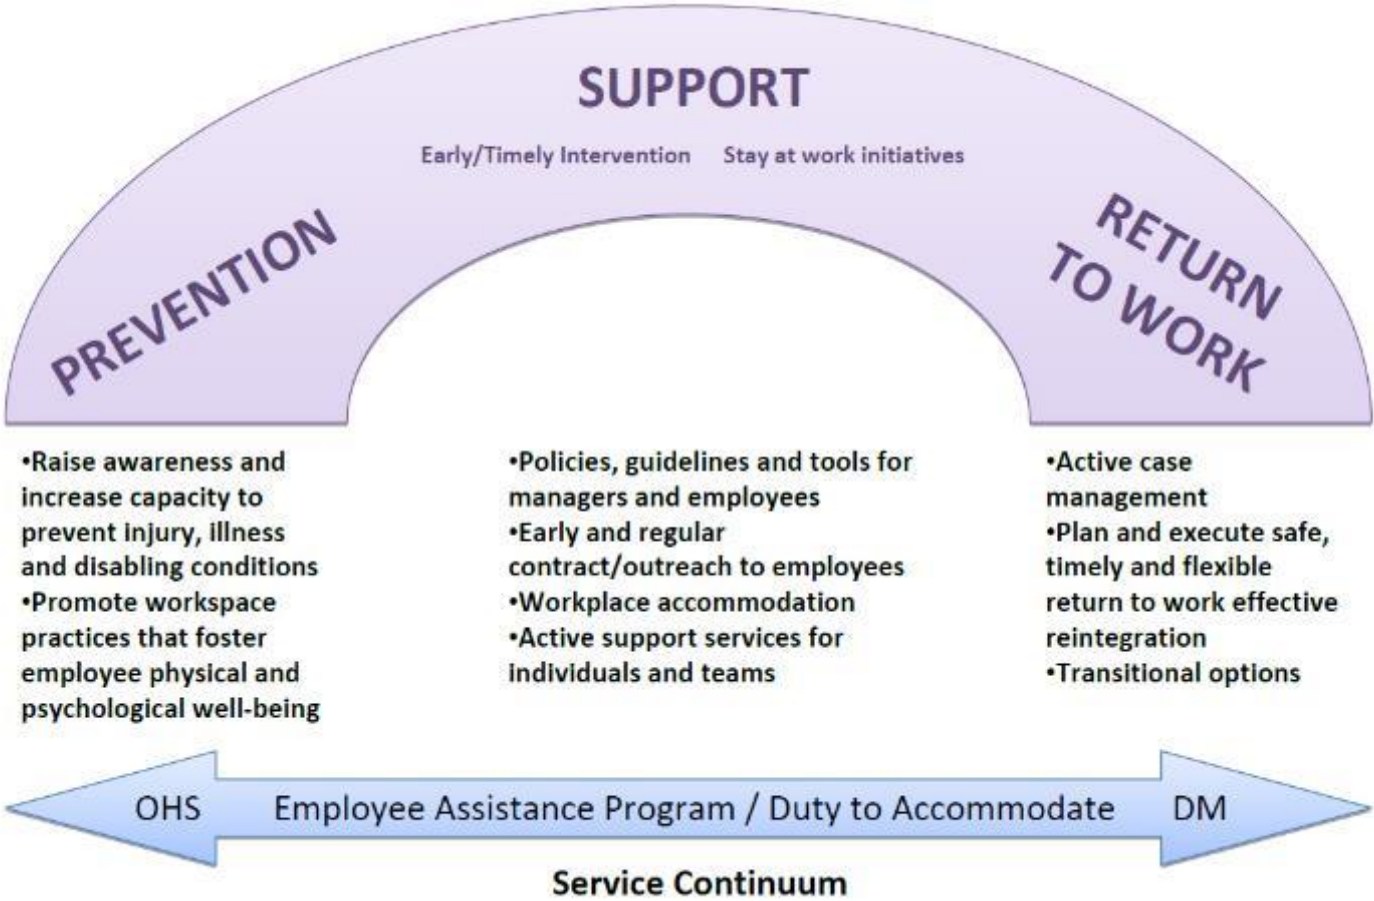 SUPPORT
Early/Timely Intervention Stay at work initiatives
PREVENTION
RETURN
TO WORK
•Raise awareness and
increase capacity to
prevent injury, illness
and disabling conditions
•Promote workspace
practices that foster
employee physical and
psychological well-being
•Policies, guidelines and tools for
managers and employees
•Early and regular
contract/outreach to employees
•Workplace accommodation
•Active support services for
individuals and teams
•Active case
management
•Plan and execute safe,
timely and flexible
return to work effective
reintegration
•Transitional options
OHS Employee Assistance Program / Duty to Accommodate DM
Service Continuum